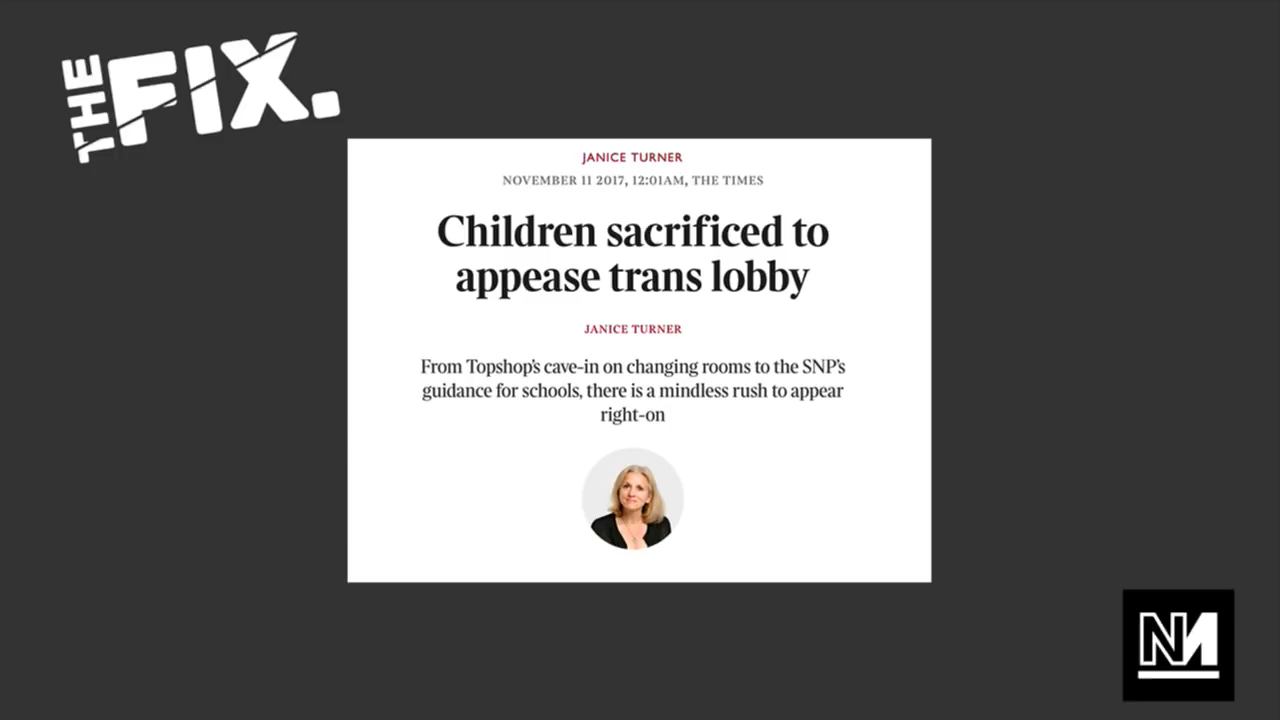 THE FIX.
JANICE TURNER
NOVEMBER 11 2017, 12:01AM, THE TIMES
Children sacrificed to
appease trans lobby
JANICE TURNER
From Topshop's cave-in on changing rooms to the SNP's
guidance for schools, there is a mindless rush to appear
right-on
NM